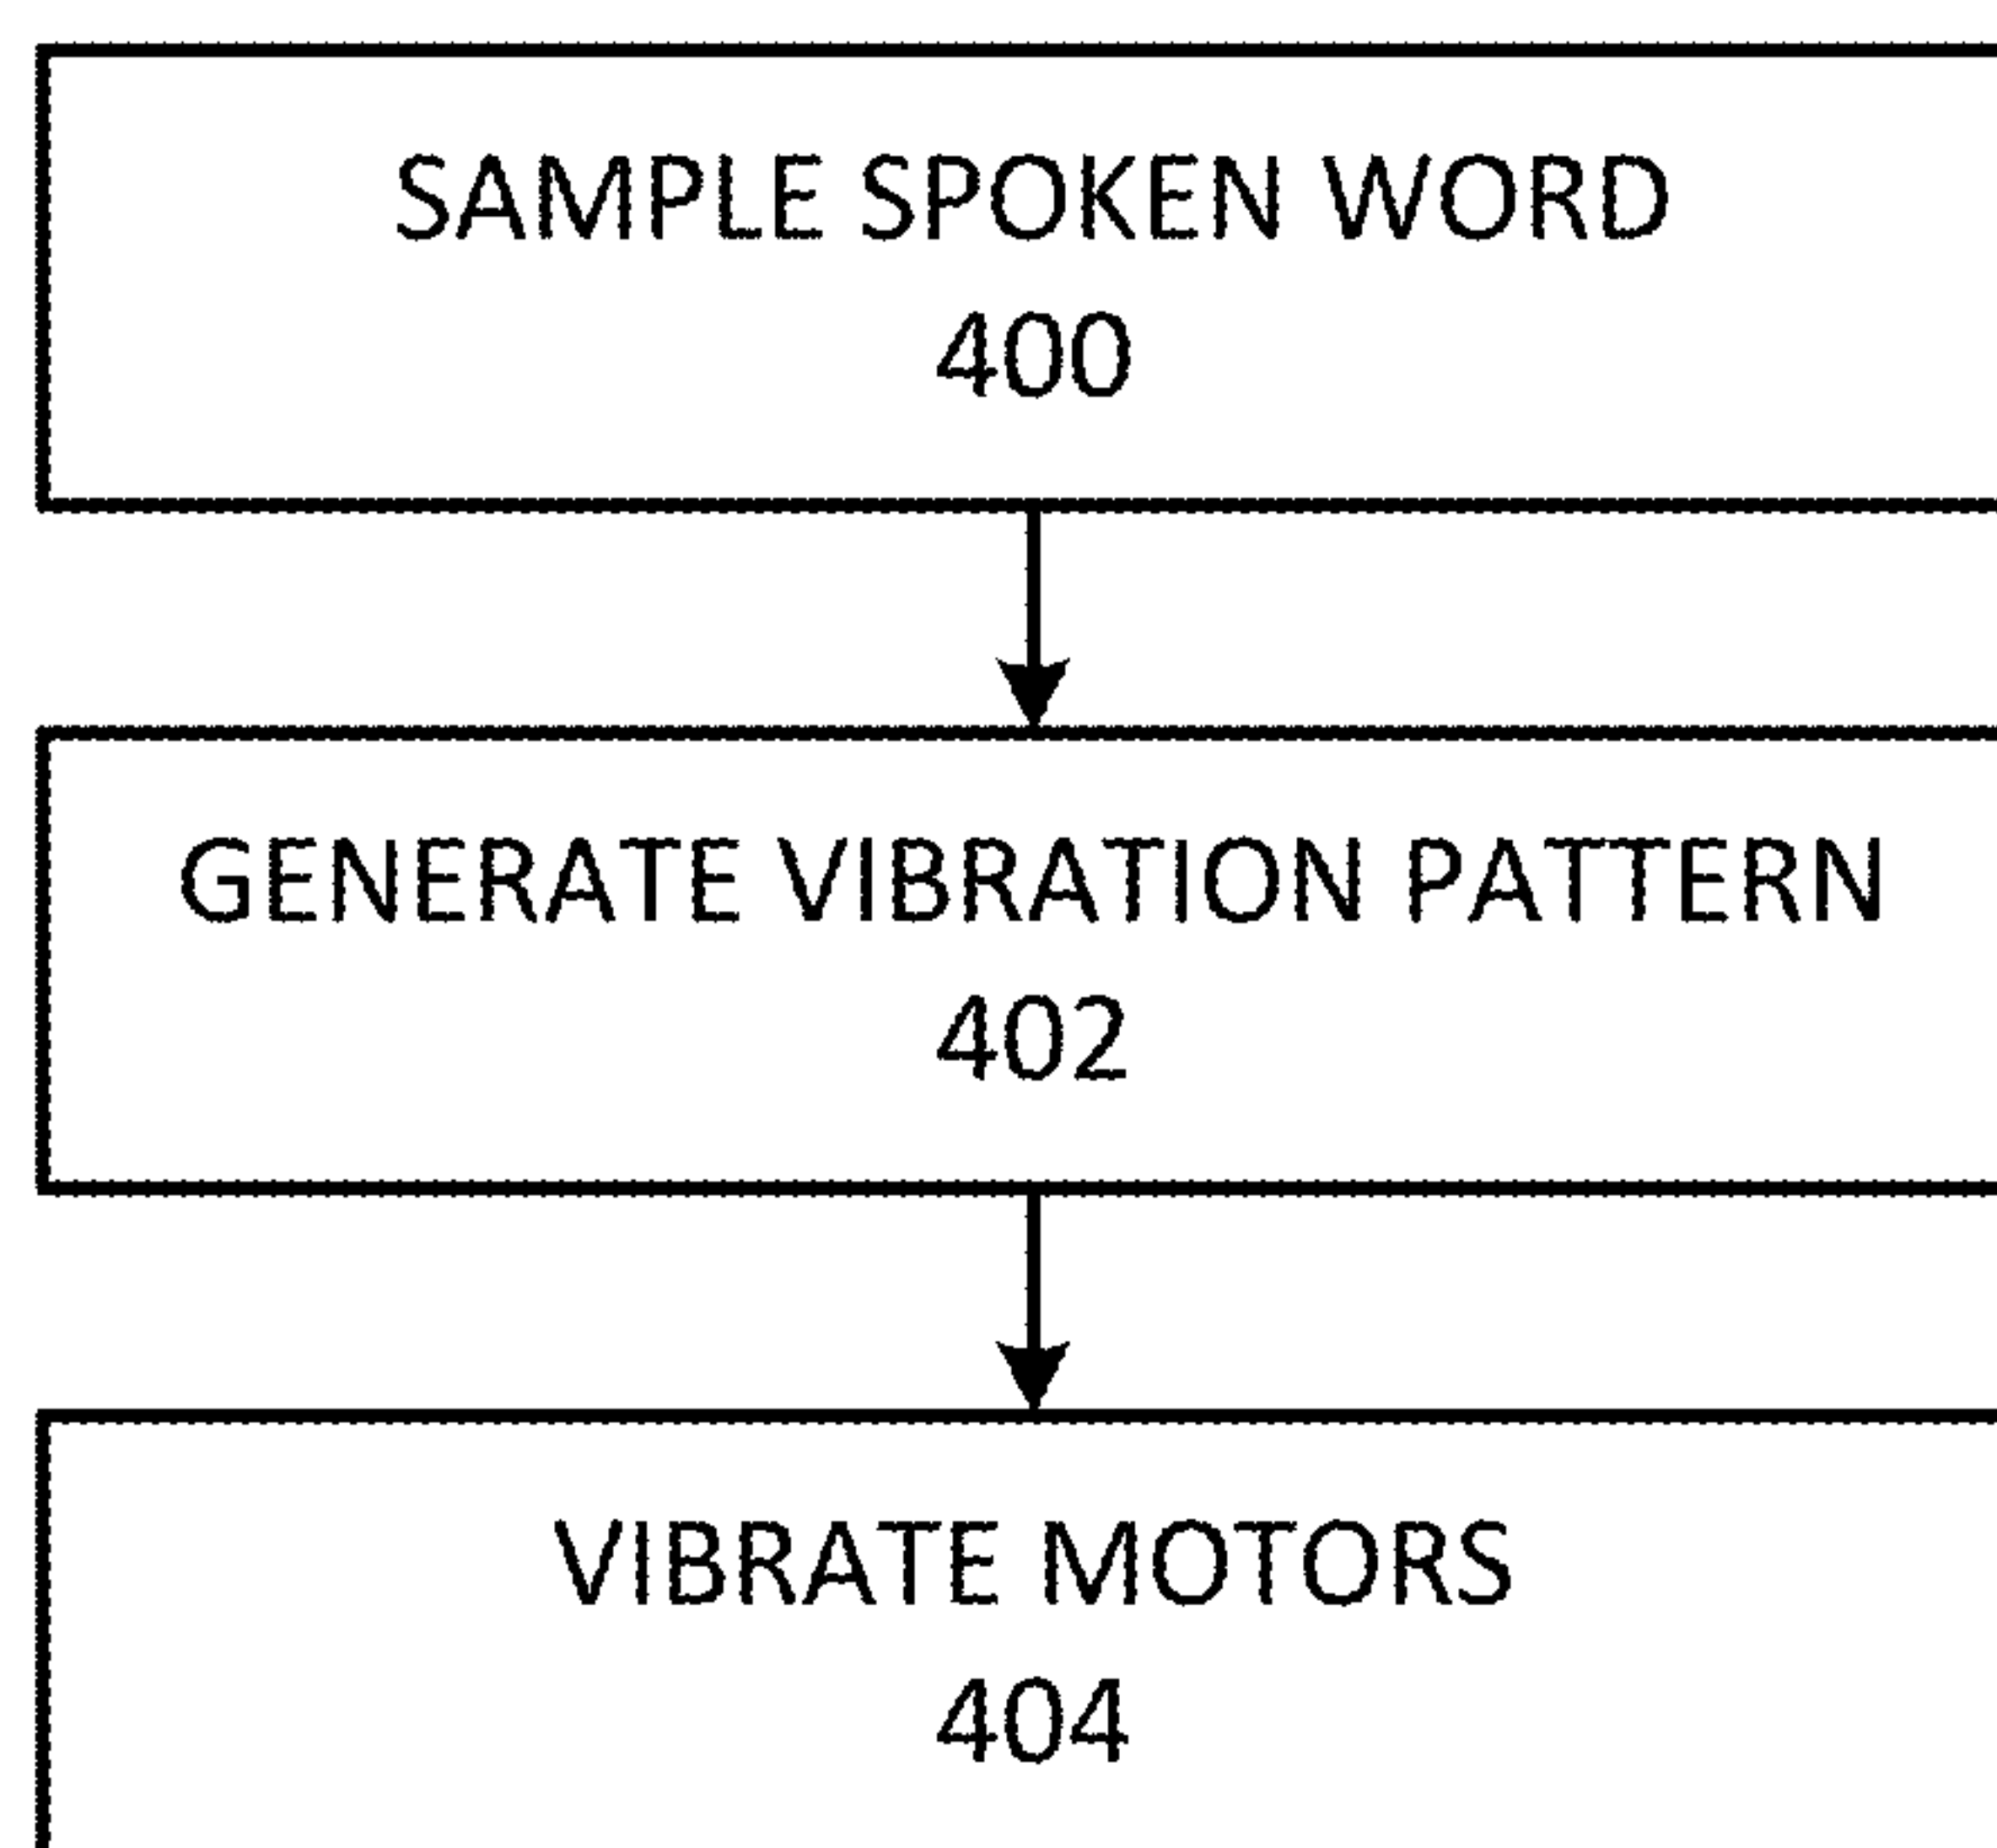 SAMPLE SPOKEN WORD
400
GENERATE VIBRATION PATTERN
402
VIBRATE MOTORS
404